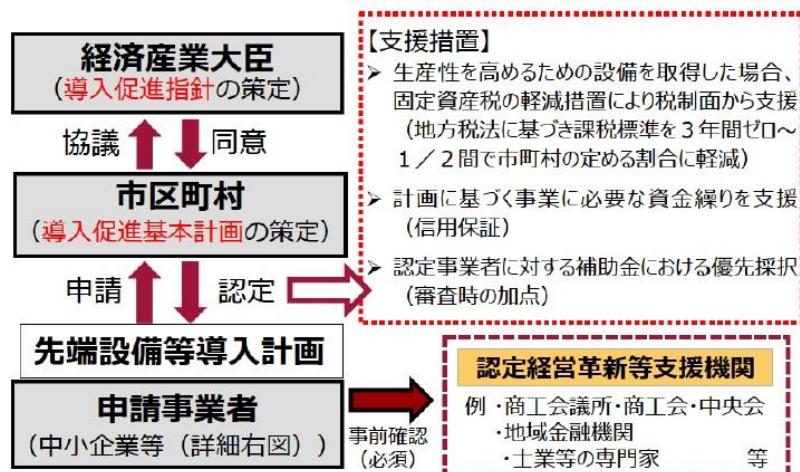 経済産業大臣
（導入促進指針の策定）
協議
同意
市区町村
（導入促進基本計画の策定）
申請
認定
先端設備等導入計画
申請事業者
（中小企業等（詳細右図））
事前確認
（必須）
【支援措置】
➢ 生産性を高めるための設備を取得した場合、
固定資産税の軽減措置により税制面から支援
（地方税法に基づき課税標準を３年間ゼロ～
１／２間で市町村の定める割合に軽減）
➢ 計画に基づく事業に必要な資金繰りを支援
（信用保証）
➢ 認定事業者に対する補助金における優先採択
（審査時の加点）
認定経営革新等支援機関
例 ・商工会議所・商工会・中央会
・地域金融機関
・士業等の専門家 等